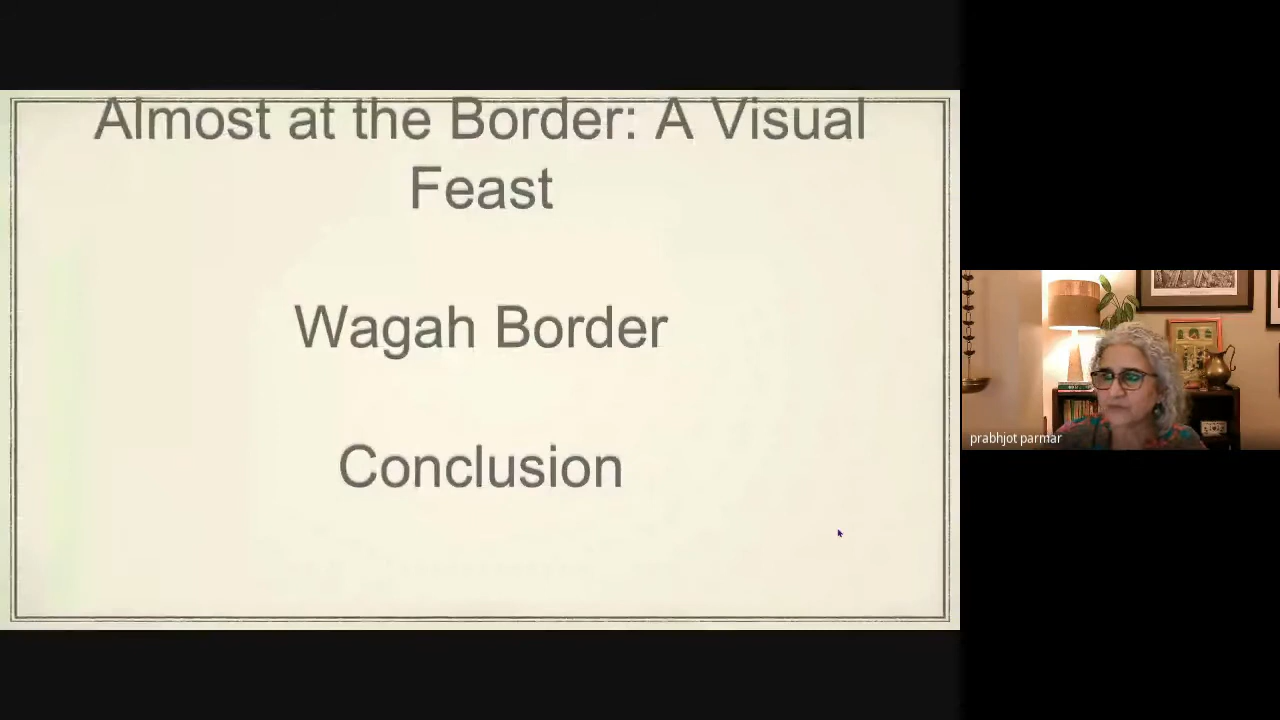 Almost at the Border: A Visual
Feast
Wagah Border
Conclusion
prabhjot parmar